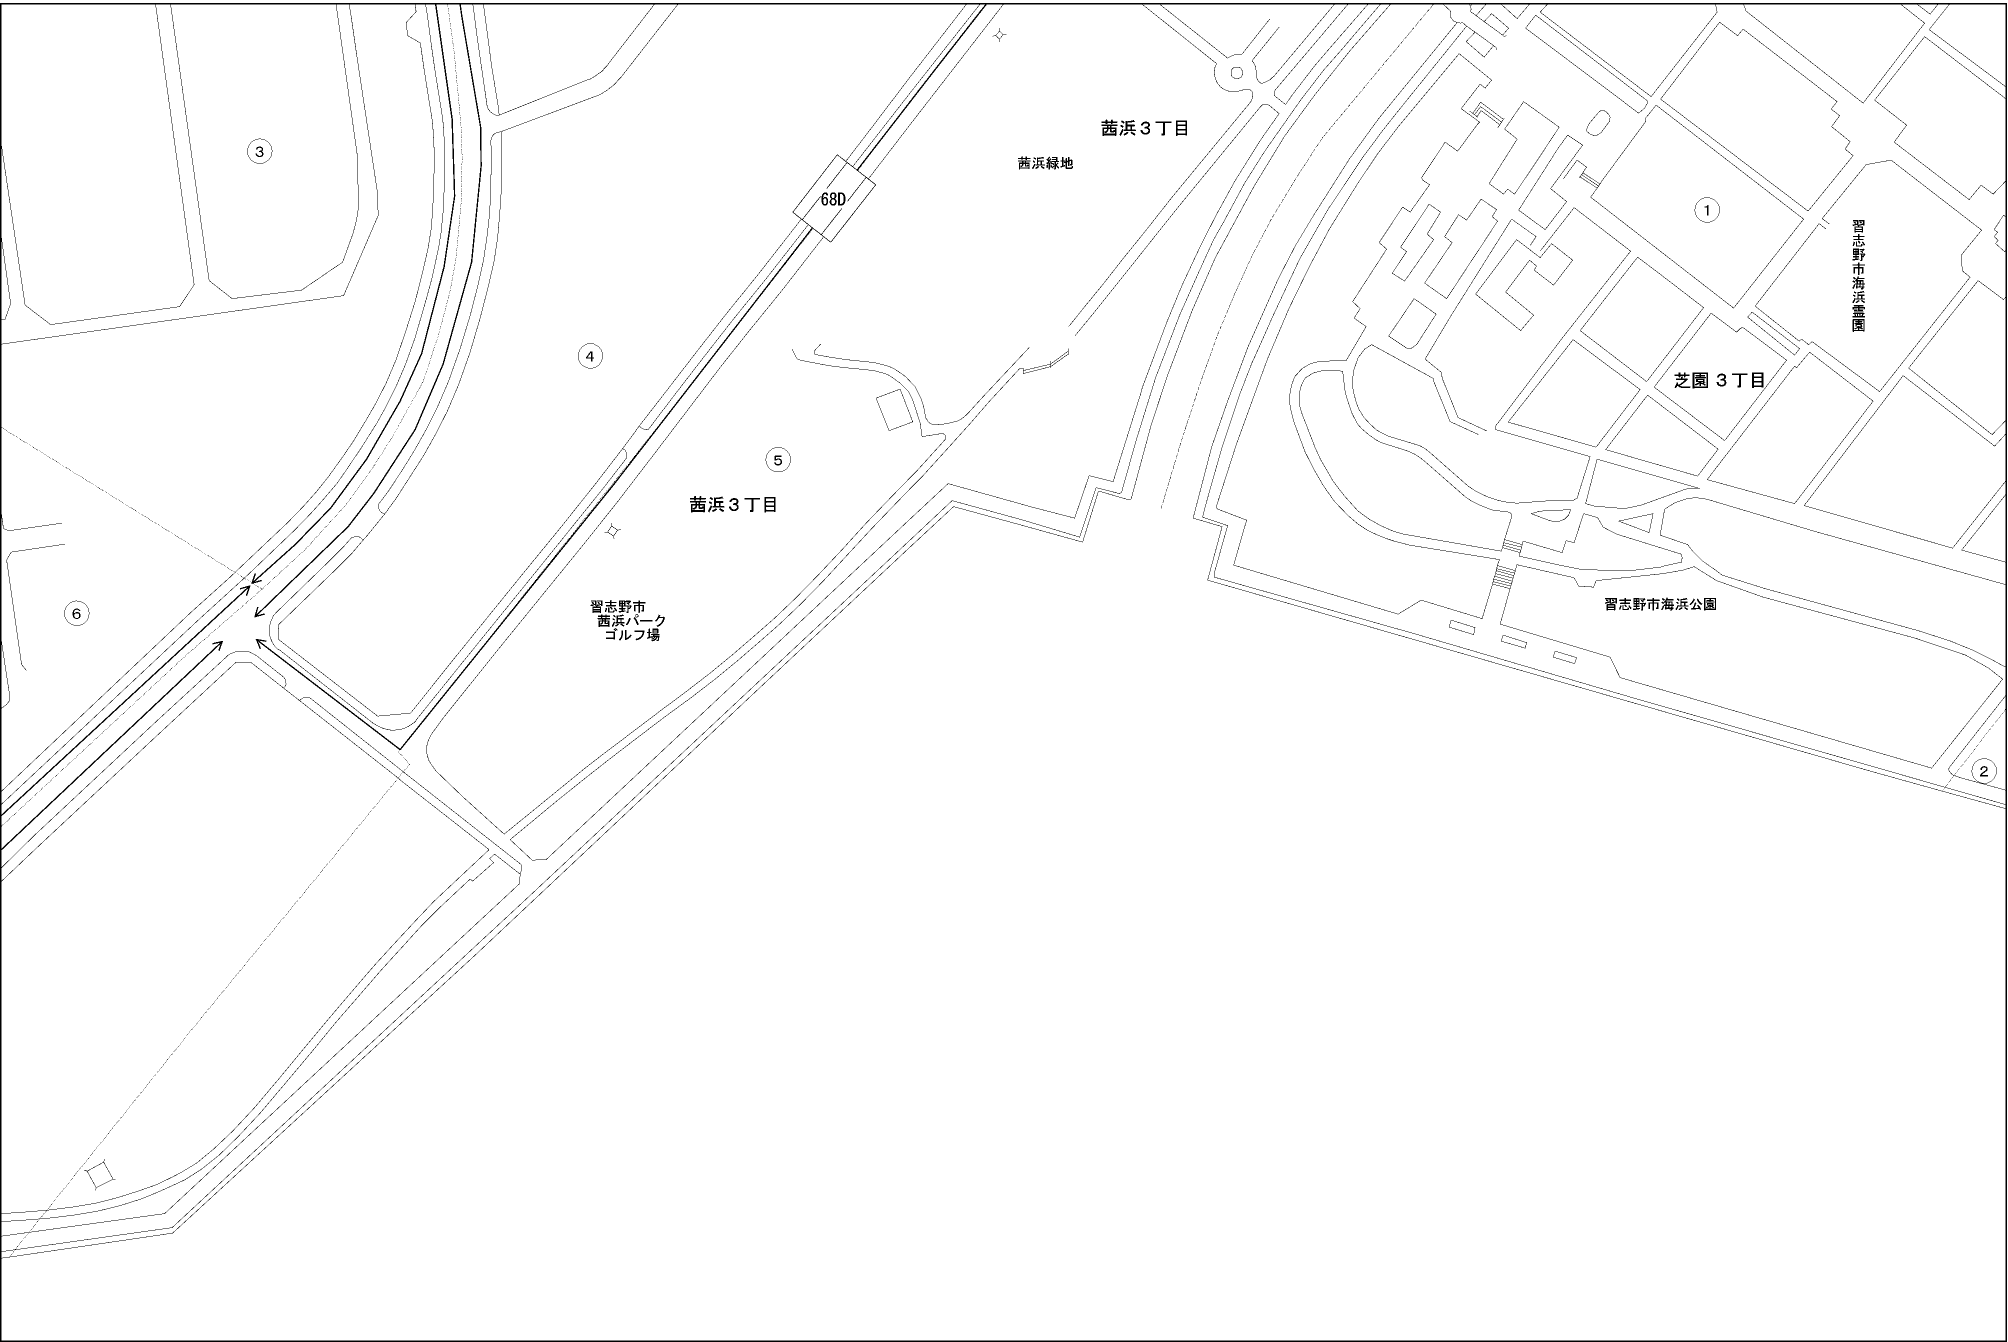 茜浜３丁目
③
茜浜緑地
68D
①
習志野市海浜霊園
④
芝園３丁目
⑤
茜浜３丁目
習志野市
茜浜パーク
ゴルフ場
⑥
習志野市海浜公園
②